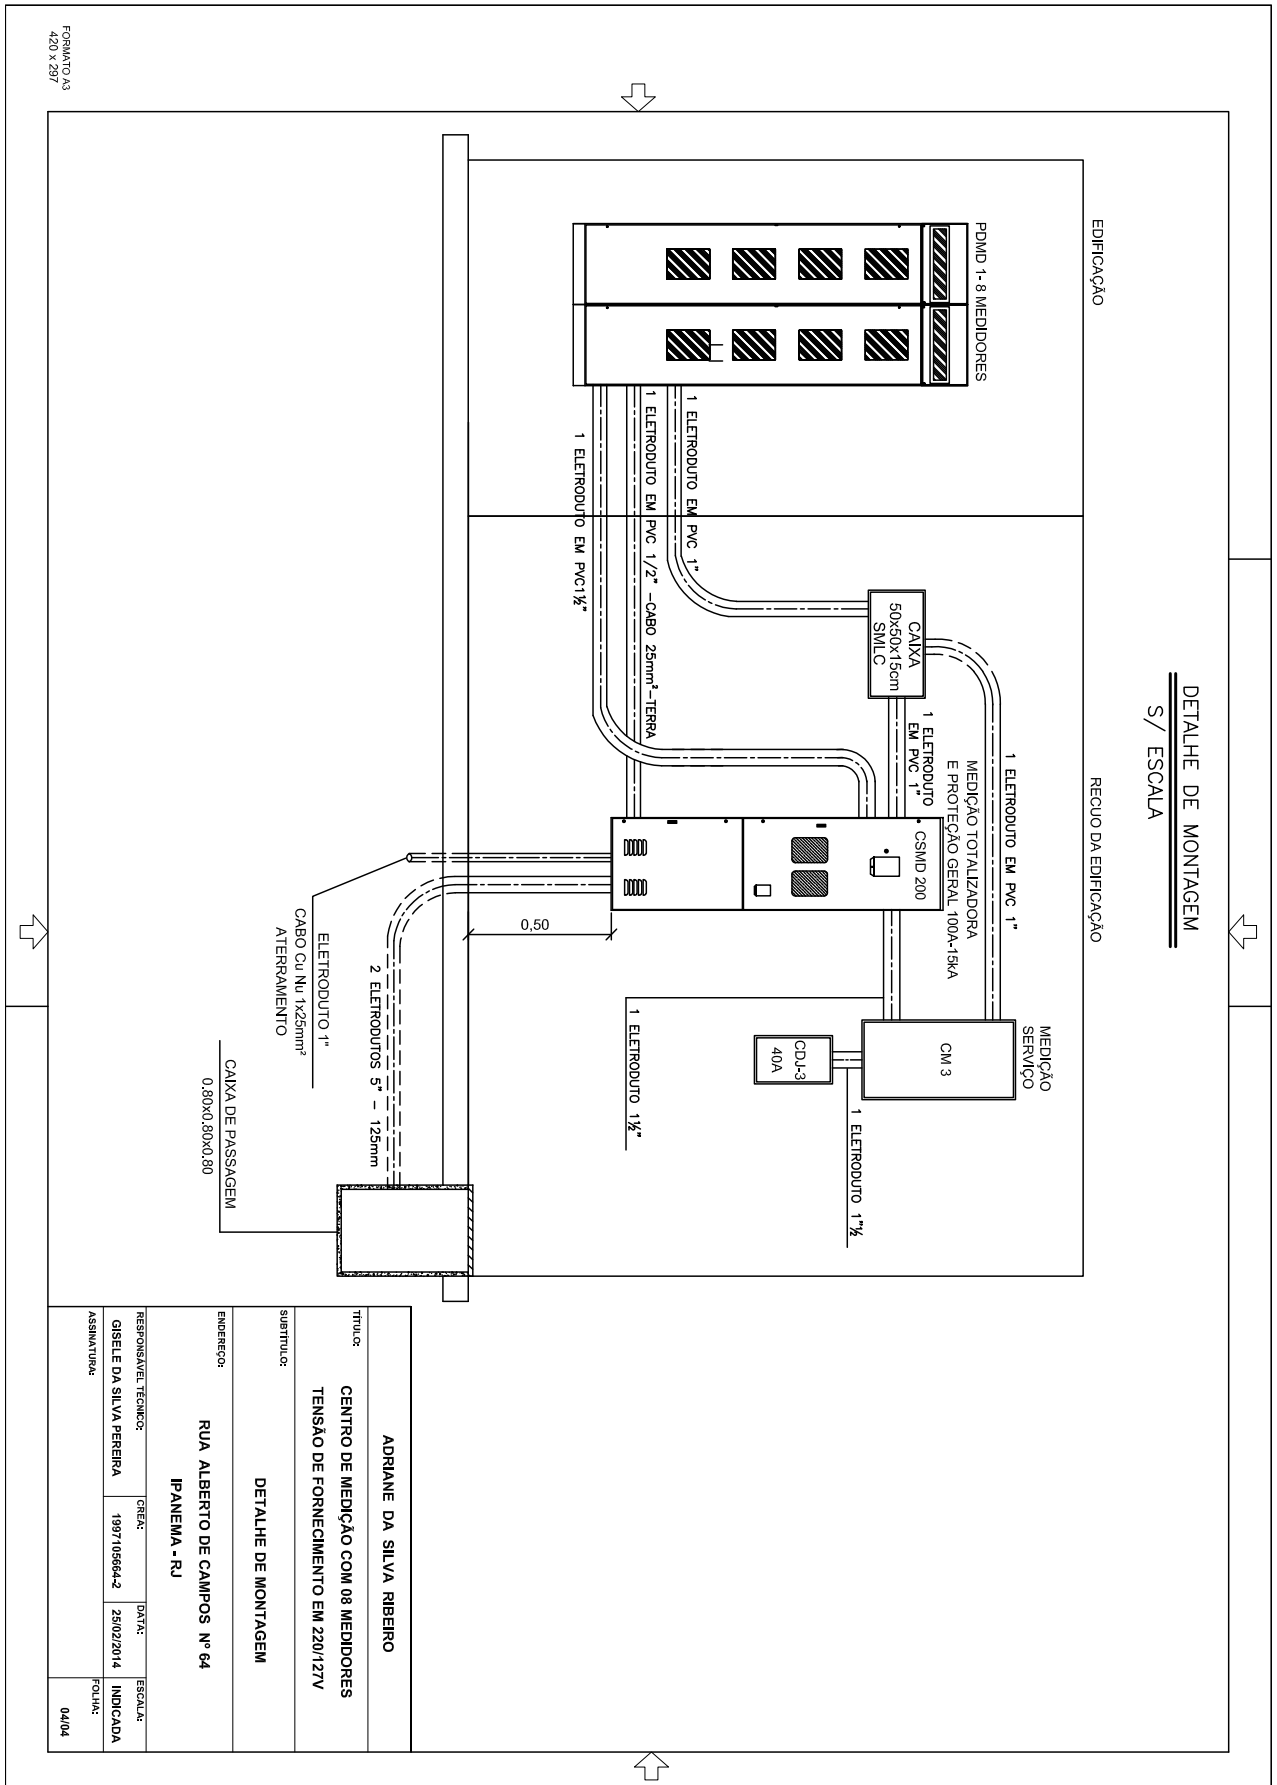 DETALHE DE MONTAGEM
S/ ESCALA
EDIFICAÇÃO
RECUO DA EDIFICAÇÃO
PDMD 1- 8 MEDIDORES
1 ELETRODUTO EM PVC 1"
1 ELETRODUTO EM PVC 1/2" -CABO 25mm²-TERRA
1 ELETRODUTO EM PVC1½"
CAIXA
50x50x15cm
SMLC
1 ELETRODUTO
EM PVC 1"
1 ELETRODUTO EM PVC 1"
MEDIÇÃO TOTALIZADORA
E PROTEÇÃO GERAL 100A-15kA
CSMD 200
MEDIÇÃO
SERVIÇO
CM 3
CDJ-3
40A
1 ELETRODUTO 1"½
1 ELETRODUTO 1½"
0,50
ELETRODUTO 1"
CABO Cu Nu 1x25mm²
ATERRAMENTO
2 ELETRODUTOS 5" - 125mm
CAIXA DE PASSAGEM
0.80x0.80x0.80
ADRIANE DA SILVA RIBEIRO
TÍTULO:
CENTRO DE MEDIÇÃO COM 08 MEDIDORES
TENSÃO DE FORNECIMENTO EM 220/127V
SUBTÍTULO:
DETALHE DE MONTAGEM
ENDEREÇO:
RUA ALBERTO DE CAMPOS Nº 64
IPANEMA - RJ
RESPONSÁVEL TÉCNICO:
GISELE DA SILVA PEREIRA
CREA:
1997105664-2
DATA:
25/02/2014
ESCALA:
INDICADA
ASSINATURA:
FOLHA:
04/04
FORMATO A3
420 x 297